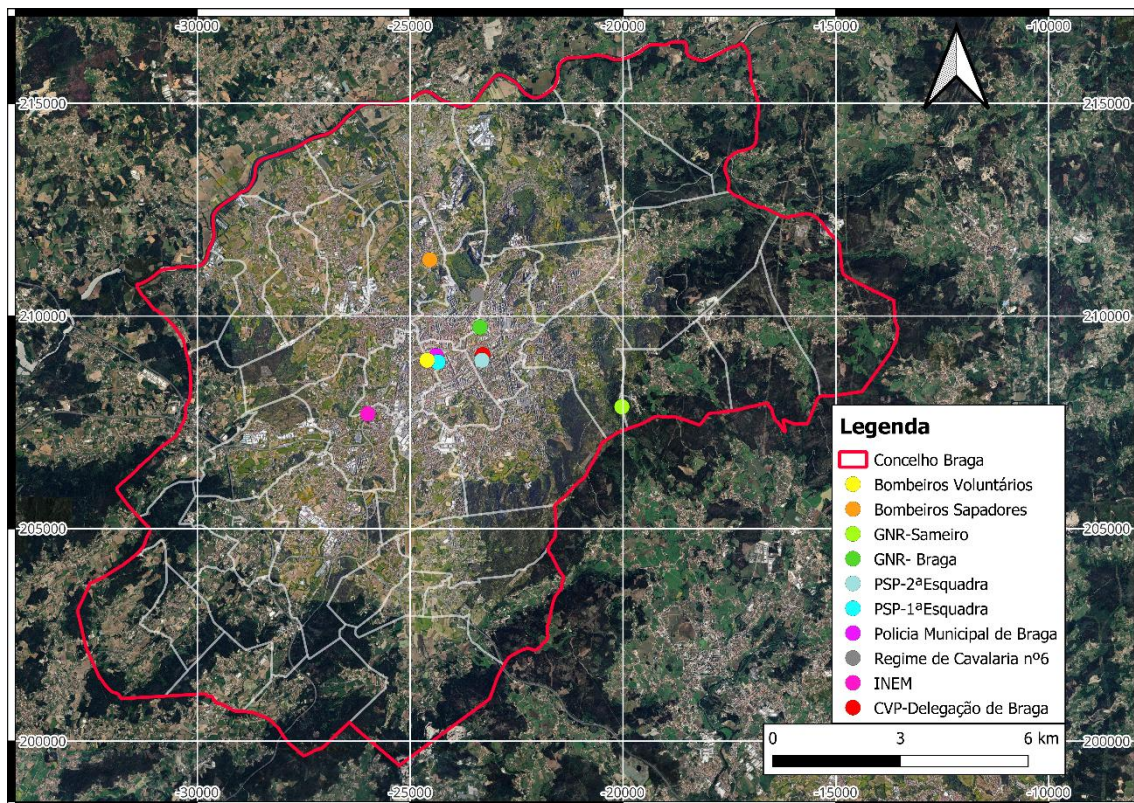 -30000
-25000
-20000
-15000
-10000
215000
215000
210000
210000
205000
205000
200000
200000
Legenda
Concelho Braga
Bombeiros Voluntários
Bombeiros Sapadores
GNR-Sameiro
GNR- Braga
PSP-2ªEsquadra
PSP-1ªEsquadra
Policia Municipal de Braga
Regime de Cavalaria nº6
INEM
CVP-Delegação de Braga
0 3 6 km
-30000
-25000
-20000
-15000
-10000